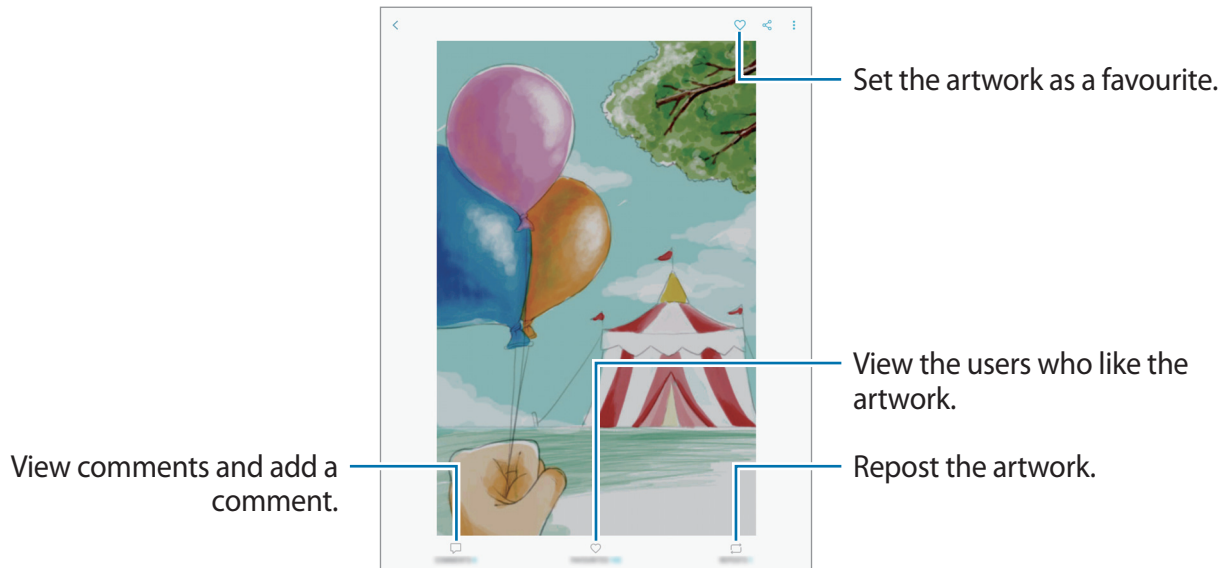 Set the artwork as a favourite.
View the users who like the
artwork.
View comments and add a
comment.
Repost the artwork.